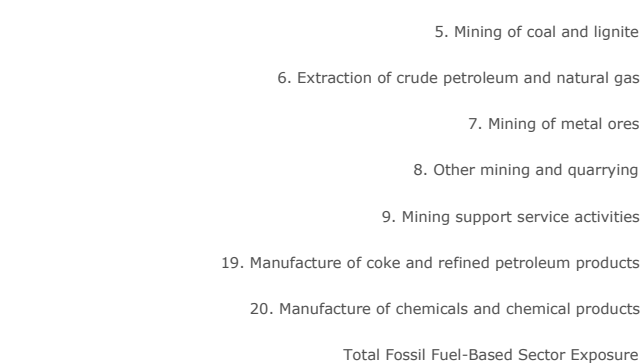 5. Mining of coal and lignite
6. Extraction of crude petroleum and natural gas
7. Mining of metal ores
8. Other mining and quarrying
9. Mining support service activities
19. Manufacture of coke and refined petroleum products
20. Manufacture of chemicals and chemical products
Total Fossil Fuel-Based Sector Exposure